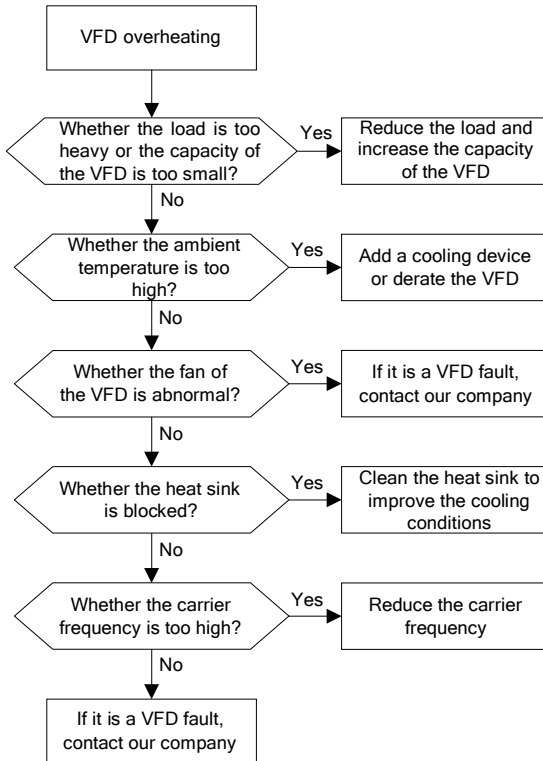 VFD overheating
Whether the load is too
heavy or the capacity of
the VFD is too small?
Yes
Reduce the load and
increase the capacity
of the VFD
No
Whether the ambient
temperature is too
high?
Yes
Add a cooling device
or derate the VFD
No
Whether the fan of
the VFD is abnormal?
Yes
If it is a VFD fault,
contact our company
No
Whether the heat sink
is blocked?
Yes
Clean the heat sink to
improve the cooling
conditions
No
Whether the carrier
frequency is too high?
Yes
Reduce the carrier
frequency
No
If it is a VFD fault,
contact our company